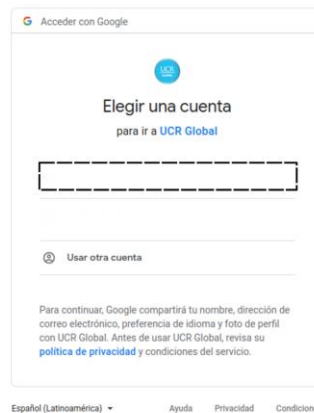 Acceder con Google
UCR
Elegir una cuenta
para ir a UCR Global
Usar otra cuenta
Para continuar, Google compartirá tu nombre, dirección de
correo electrónico, preferencia de idioma y foto de perfil
con UCR Global. Antes de usar UCR Global, revisa su
política de privacidad y condiciones del servicio.
Español (Latinoamérica) Ayuda Privacidad Condicion